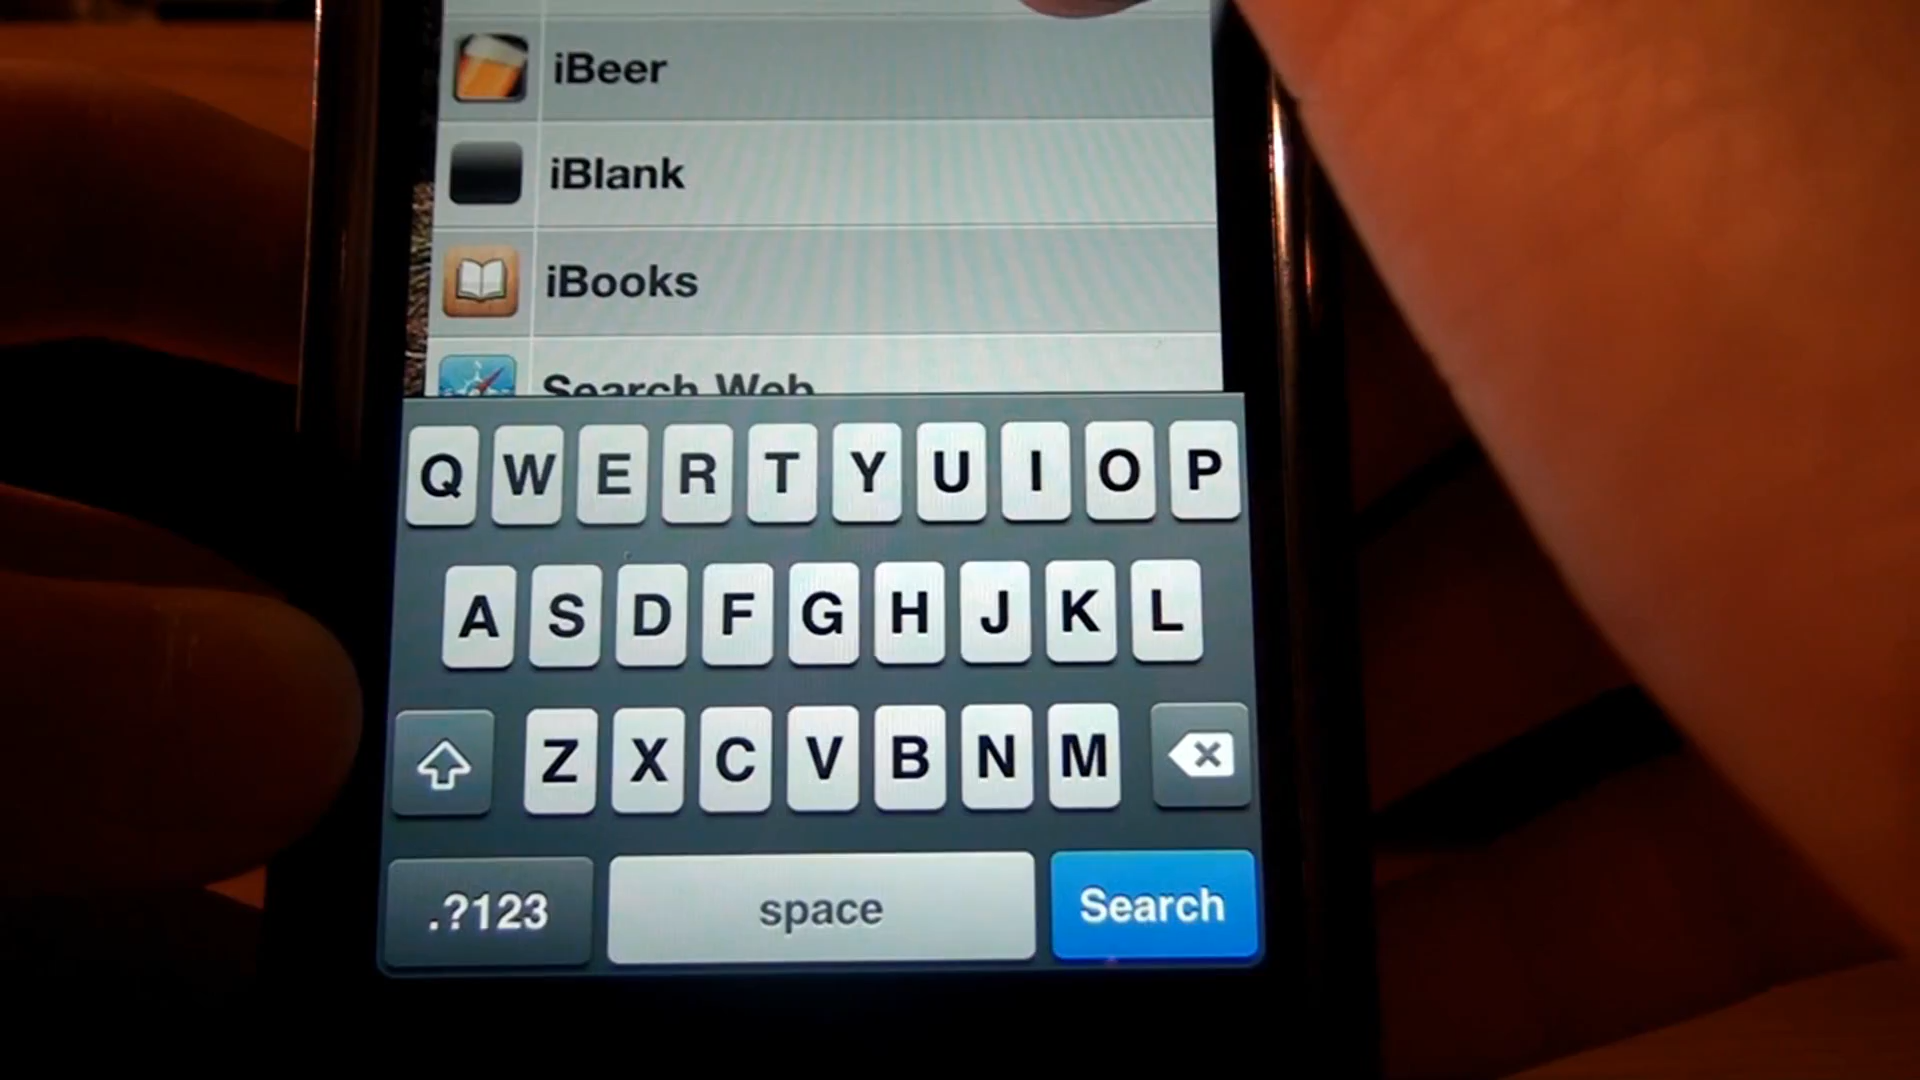 iBeer
iBlank
iBooks
Search Web
Q W E R T Y U I O P
A S D F G H J K L
Z X C V B N M
.?123 space Search